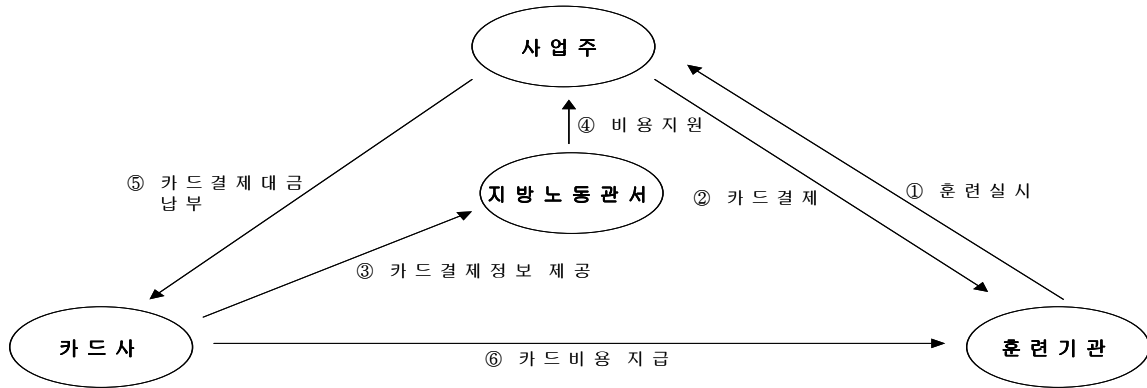 사업주
④ 비용지원
⑤ 카드결제대금
납부
지방노동관서
② 카드결제
① 훈련실시
③ 카드결제정보 제공
카드사
훈련기관
⑥ 카드비용 지급